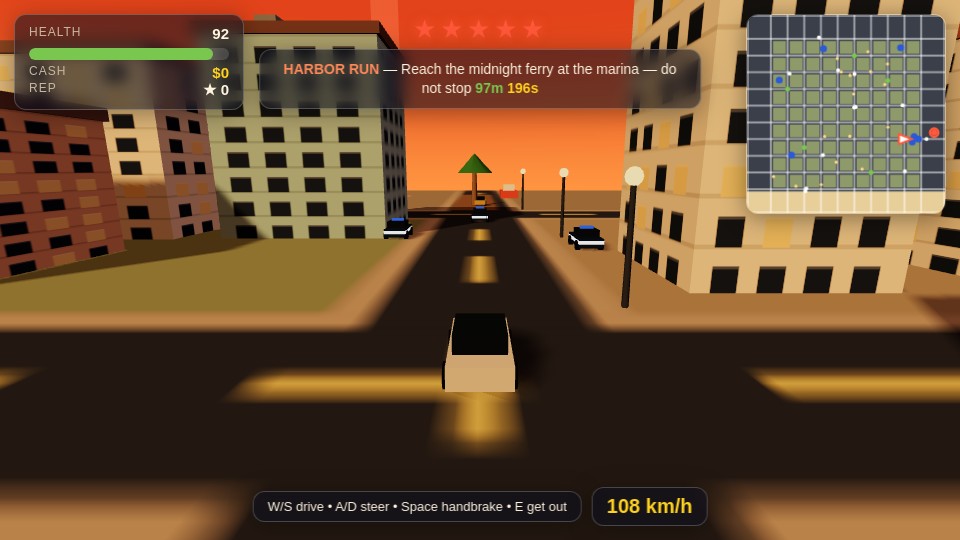 HEALTH 92
CASH $0
REP ★ 0
★ ★ ★ ★ ★
HARBOR RUN — Reach the midnight ferry at the marina — do
not stop 97m 196s
W/S drive • A/D steer • Space handbrake • E get out
108 km/h